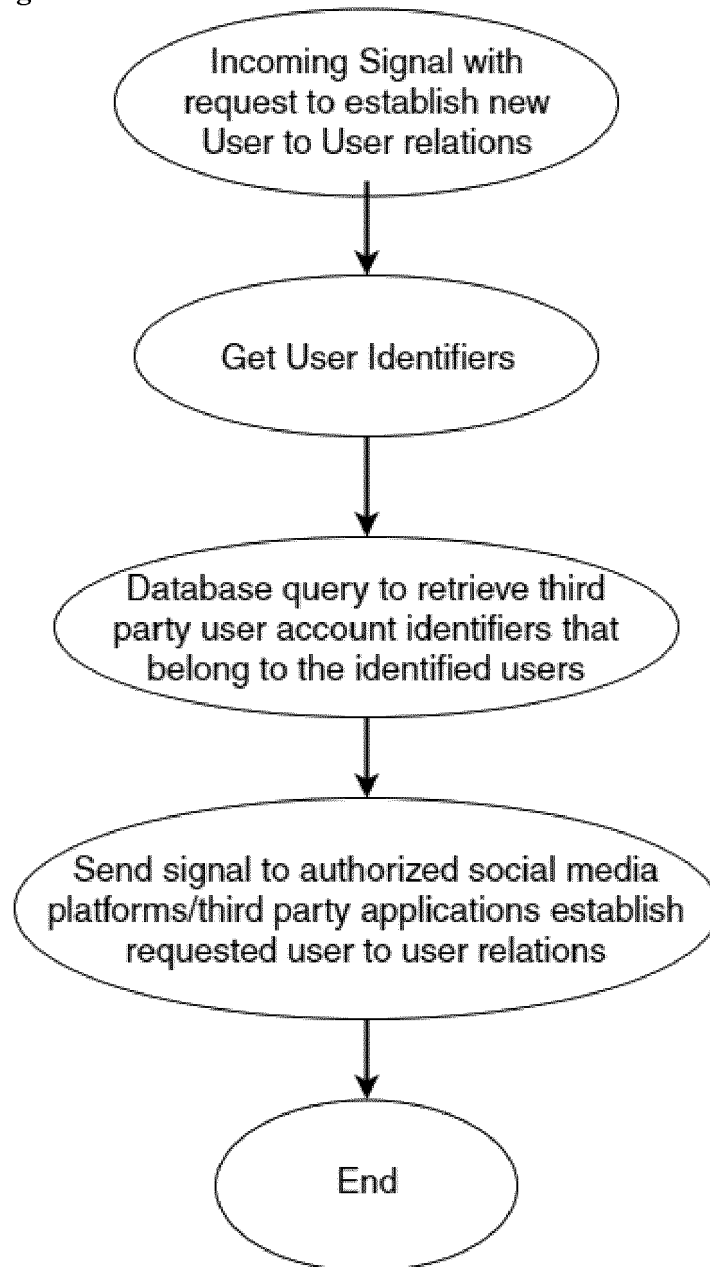 Incoming Signal with
request to establish new
User to User relations
Get User Identifiers
Database query to retrieve third
party user account identifiers that
belong to the identified users
Send signal to authorized social media
platforms/third party applications establish
requested user to user relations
End